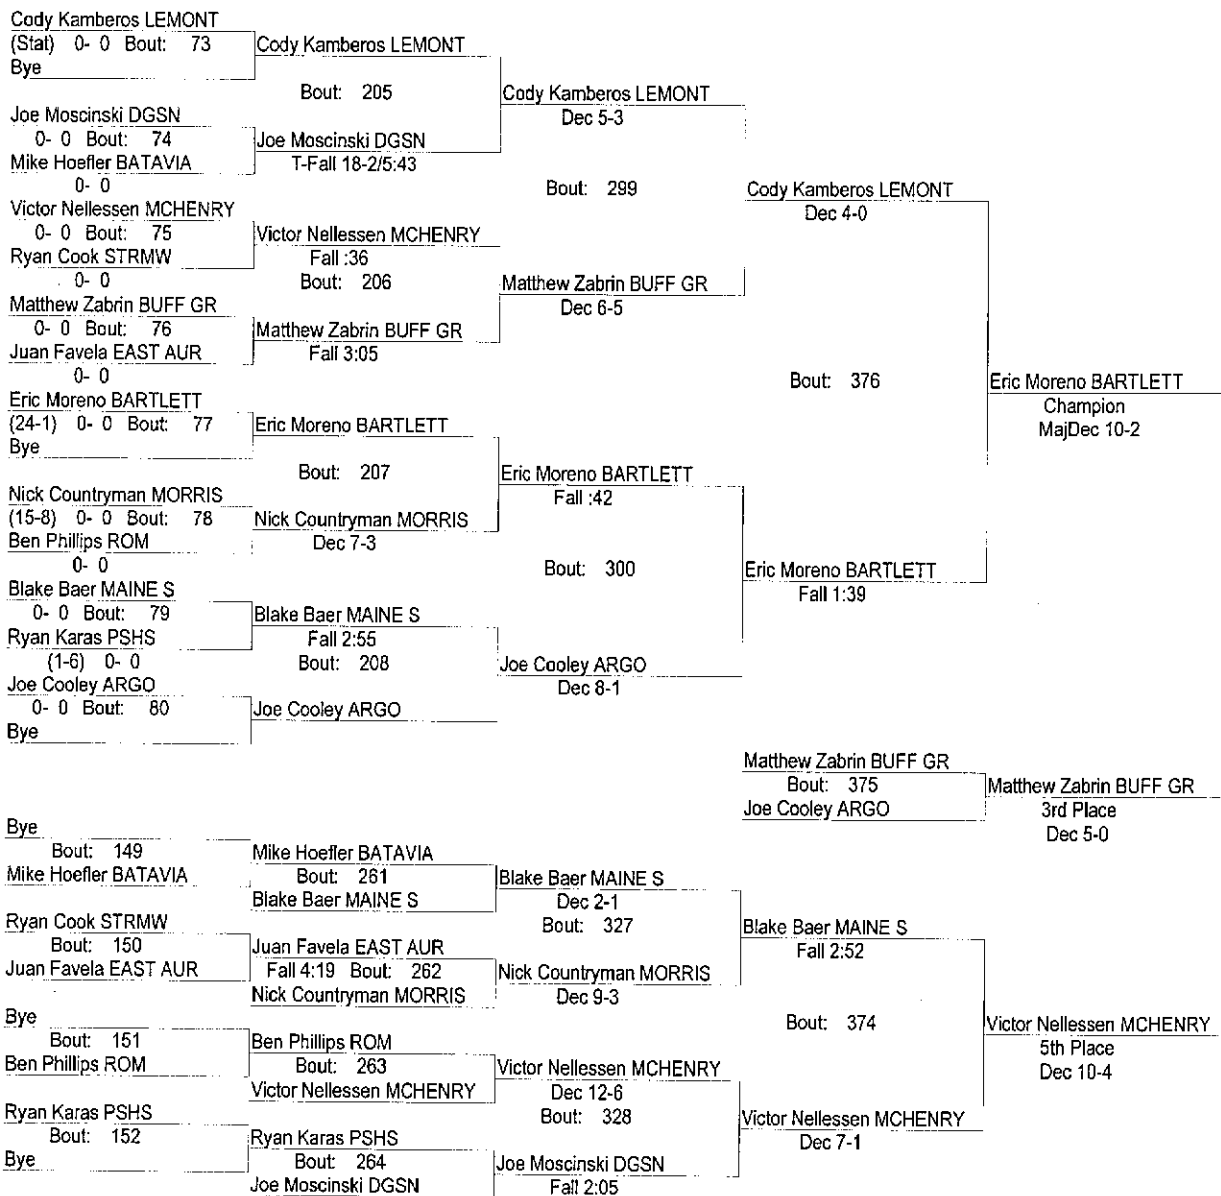 Cody Kamberos LEMONT
(Stat) 0- 0 Bout: 73
Bye
Cody Kamberos LEMONT
Bout: 205
Joe Moscinski DGSN
0- 0 Bout: 74
Mike Hoefler BATAVIA
0- 0
Joe Moscinski DGSN
T-Fall 18-2/5:43
Cody Kamberos LEMONT
Dec 5-3
Bout: 299
Victor Nellessen MCHENRY
0- 0 Bout: 75
Ryan Cook STRMW
0- 0
Victor Nellessen MCHENRY
Fall :36
Bout: 206
Matthew Zabrin BUFF GR
0- 0 Bout: 76
Juan Favela EAST AUR
0- 0
Matthew Zabrin BUFF GR
Fall 3:05
Matthew Zabrin BUFF GR
Dec 6-5
Cody Kamberos LEMONT
Dec 4-0
Bout: 376
Eric Moreno BARTLETT
Champion
MajDec 10-2
Eric Moreno BARTLETT
(24-1) 0- 0 Bout: 77
Bye
Eric Moreno BARTLETT
Bout: 207
Nick Countryman MORRIS
(15-8) 0- 0 Bout: 78
Ben Phillips ROM
0- 0
Nick Countryman MORRIS
Dec 7-3
Eric Moreno BARTLETT
Fall :42
Bout: 300
Blake Baer MAINE S
0- 0 Bout: 79
Ryan Karas PSHS
(1-6) 0- 0
Blake Baer MAINE S
Fall 2:55
Bout: 208
Joe Cooley ARGO
0- 0 Bout: 80
Bye
Joe Cooley ARGO
Joe Cooley ARGO
Dec 8-1
Eric Moreno BARTLETT
Fall 1:39
Matthew Zabrin BUFF GR
Bout: 375
Joe Cooley ARGO
Matthew Zabrin BUFF GR
3rd Place
Dec 5-0
Bye
Bout: 149
Mike Hoefler BATAVIA
Mike Hoefler BATAVIA
Bout: 261
Blake Baer MAINE S
Blake Baer MAINE S
Dec 2-1
Bout: 327
Ryan Cook STRMW
Bout: 150
Juan Favela EAST AUR
Juan Favela EAST AUR
Fall 4:19 Bout: 262
Nick Countryman MORRIS
Nick Countryman MORRIS
Dec 9-3
Blake Baer MAINE S
Fall 2:52
Bout: 374
Bye
Bout: 151
Ben Phillips ROM
Ben Phillips ROM
Bout: 263
Victor Nellessen MCHENRY
Victor Nellessen MCHENRY
Dec 12-6
Bout: 328
Ryan Karas PSHS
Bout: 152
Bye
Ryan Karas PSHS
Bout: 264
Joe Moscinski DGSN
Joe Moscinski DGSN
Fall 2:05
Victor Nellessen MCHENRY
Dec 7-1
Victor Nellessen MCHENRY
5th Place
Dec 10-4